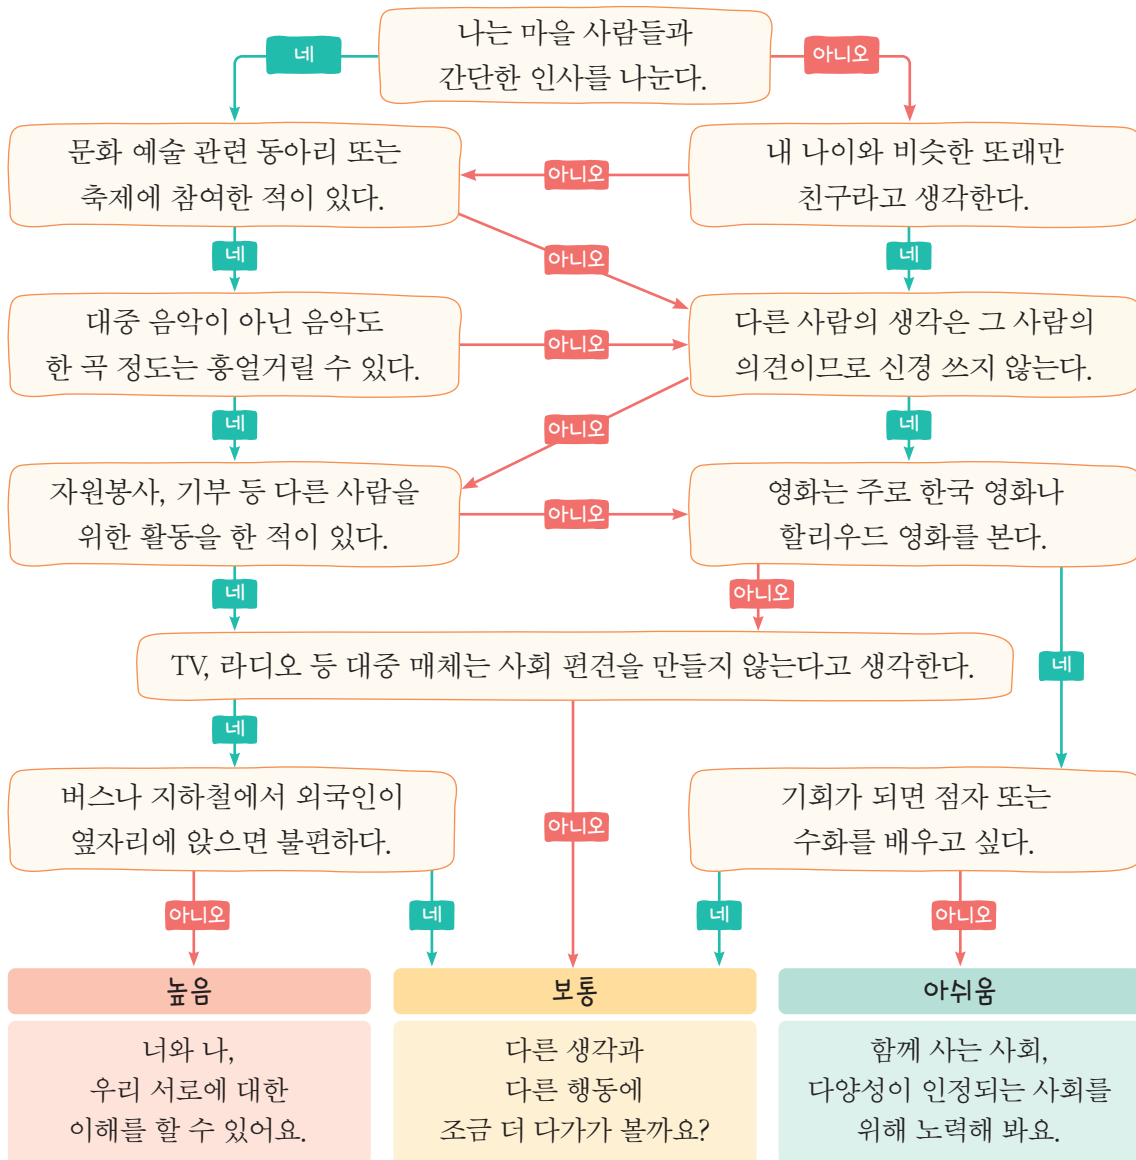 나는 마을 사람들과
간단한 인사를 나눈다.
네
아니오
문화 예술 관련 동아리 또는
축제에 참여한 적이 있다.
아니오
내 나이와 비슷한 또래만
친구라고 생각한다.
네
아니오
네
대중 음악이 아닌 음악도
한 곡 정도는 흥얼거릴 수 있다.
아니오
다른 사람의 생각은 그 사람의
의견이므로 신경 쓰지 않는다.
네
아니오
네
자원봉사, 기부 등 다른 사람을
위한 활동을 한 적이 있다.
아니오
영화는 주로 한국 영화나
할리우드 영화를 본다.
네
아니오
TV, 라디오 등 대중 매체는 사회 편견을 만들지 않는다고 생각한다.
네
네
아니오
버스나 지하철에서 외국인이
옆자리에 앉으면 불편하다.
기회가 되면 점자 또는
수화를 배우고 싶다.
아니오
네
네
아니오
높음
너와 나,
우리 서로에 대한
이해를 할 수 있어요.
보통
다른 생각과
다른 행동에
조금 더 다가가 볼까요?
아쉬움
함께 사는 사회,
다양성이 인정되는 사회를
위해 노력해 봐요.